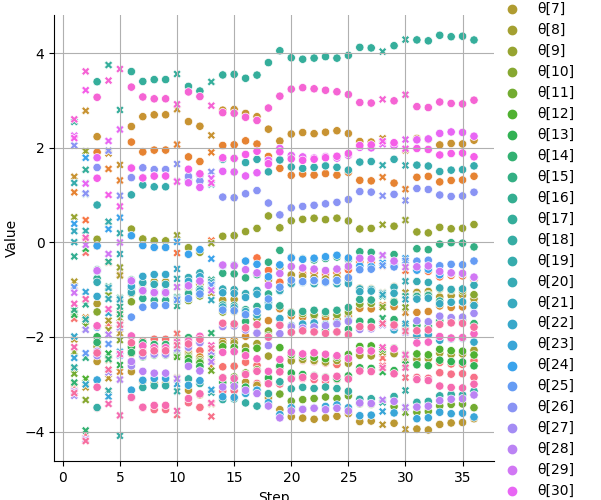 Value
4
2
0
−2
−4
0
5
10
15
20
25
30
35
Step
θ[7]
θ[8]
θ[9]
θ[10]
θ[11]
θ[12]
θ[13]
θ[14]
θ[15]
θ[16]
θ[17]
θ[18]
θ[19]
θ[20]
θ[21]
θ[22]
θ[23]
θ[24]
θ[25]
θ[26]
θ[27]
θ[28]
θ[29]
θ[30]